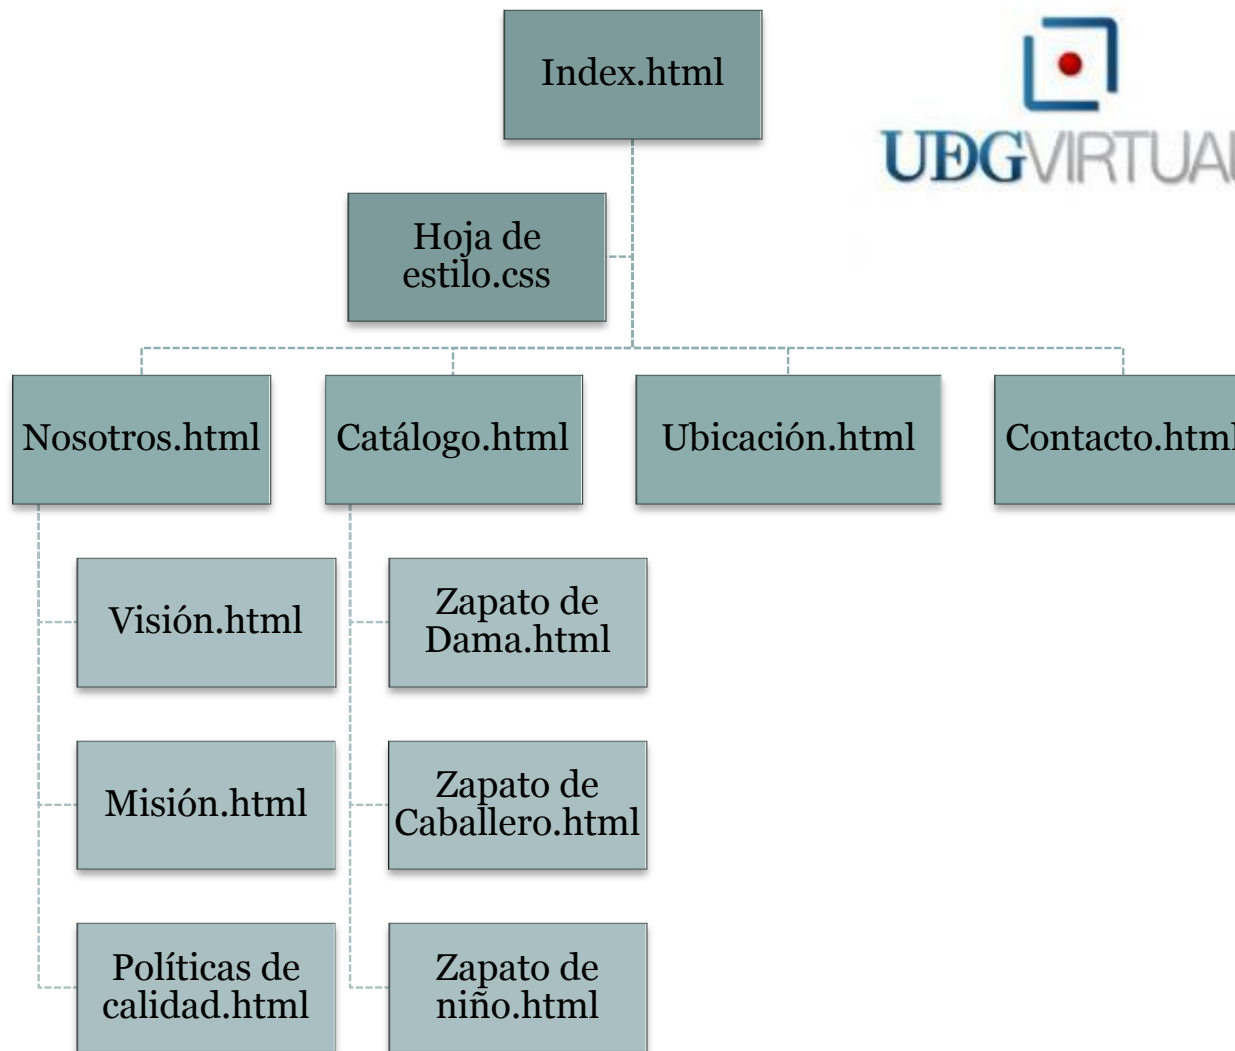 Index.html
UDGVIRTUAL
Hoja de
estilo.css
Nosotros.html
Catálogo.html
Ubicación.html
Contacto.html
Visión.html
Zapato de
Dama.html
Misión.html
Zapato de
Caballero.html
Políticas de
calidad.html
Zapato de
niño.html